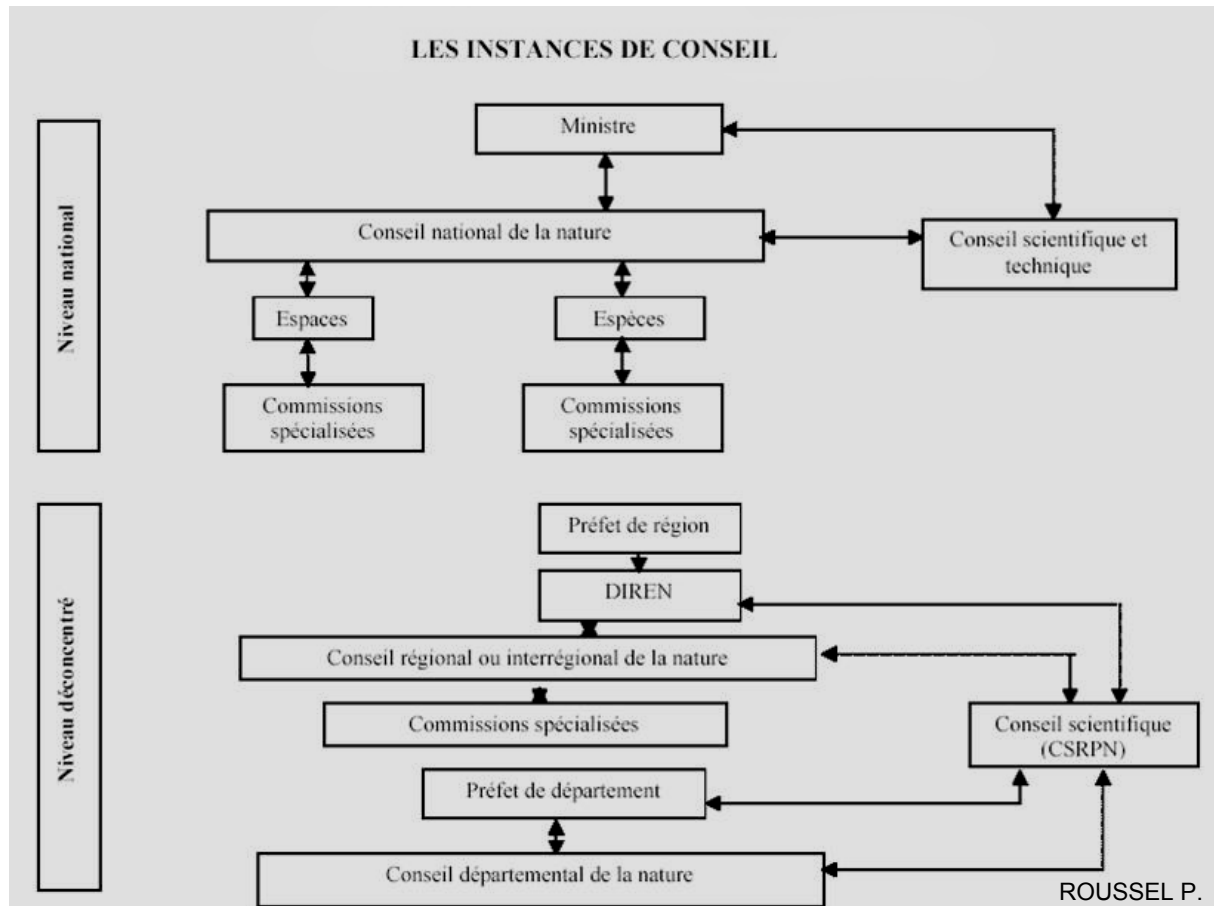 LES INSTANCES DE CONSEIL
Niveau national
Ministre
Conseil national de la nature
Conseil scientifique et
technique
Espaces
Espèces
Commissions
spécialisées
Commissions
spécialisées
Niveau déconcentré
Préfet de région
DIREN
Conseil régional ou interrégional de la nature
Commissions spécialisées
Conseil scientifique
(CSRPN)
Préfet de département
Conseil départemental de la nature
ROUSSEL P.